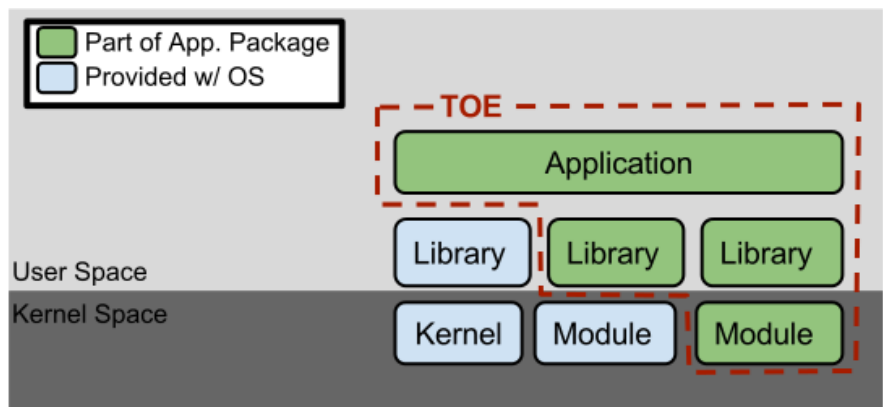 Part of App. Package
Provided w/ OS
TOE
Application
Library Library Library
User Space
Kernel Space
Kernel Module Module